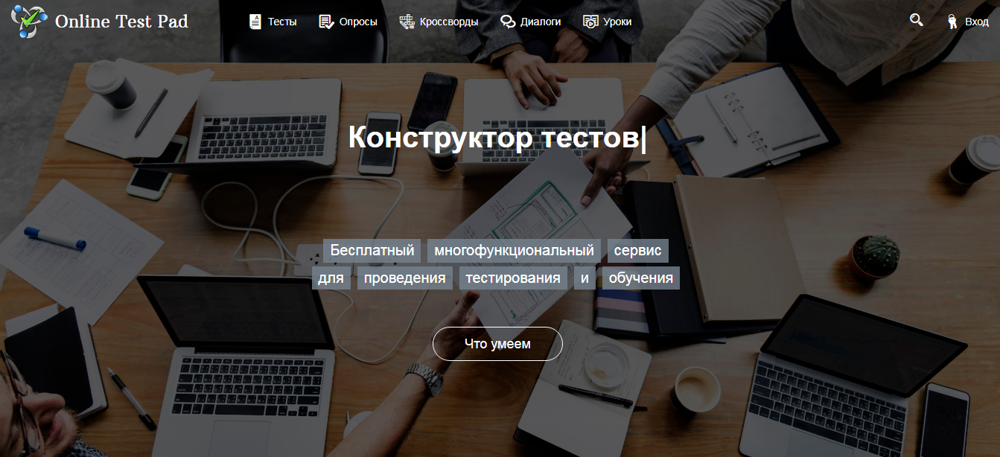 Online Test Pad
Тесты
Опросы
Кроссворды
Диалоги
Уроки
Вход
Конструктор тестов|
Бесплатный многофункциональный сервис
для проведения тестирования и обучения
Что умеем